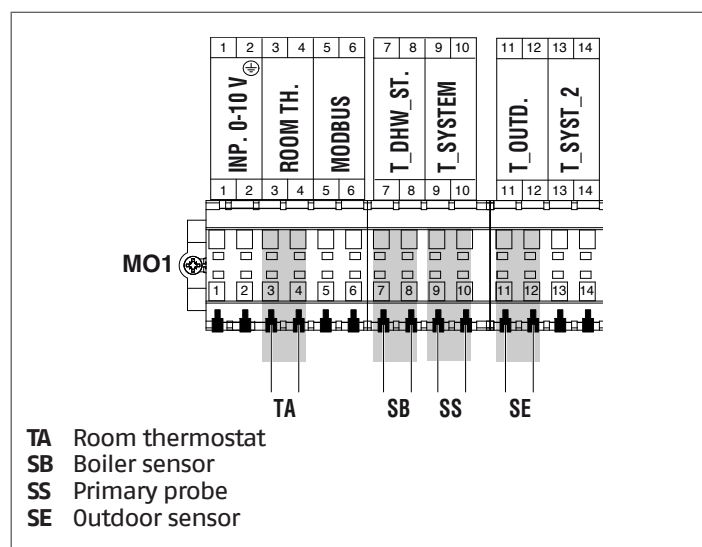 1 2 3 4 5 6 7 8 9 10 11 12 13 14
INP. 0-10 V
ROOM TH.
MODBUS
T_DHW_ST.
T_SYSTEM
T_OUTD.
T_SYST_2
1 2 3 4 5 6 7 8 9 10 11 12 13 14
MO1
1 2 3 4 5 6 7 8 9 10 11 12 13 14
TA SB SS SE
TA Room thermostat
SB Boiler sensor
SS Primary probe
SE Outdoor sensor